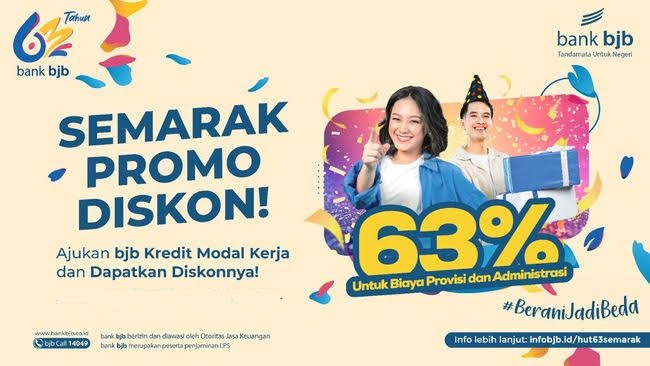 63 Tahun
bank bjb
bank bjb
Tandamata Untuk Negeri
SEMARAK
PROMO
DISKON!
Ajukan bjb Kredit Modal Kerja
dan Dapatkan Diskonnya!
63%
Untuk Biaya Provisi dan Administrasi
#BeraniJadiBeda
www.bankbjb.co.id
bjb Call 14049
bank bjb berizin dan diawasi oleh Otoritas Jasa Keuangan
bank bjb merupakan peserta penjaminan LPS
Info lebih lanjut: infobjb.id/hut63semarak